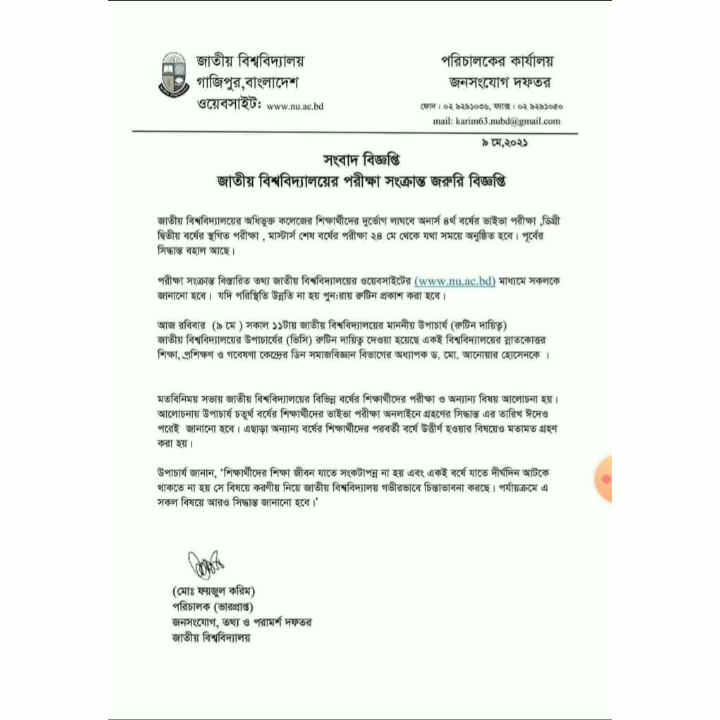 জাতীয় বিশ্ববিদ্যালয়
গাজিপুর,বাংলাদেশ
ওয়েবসাইট: www.nu.ac.bd
পরিচালকের কার্যালয়
জনসংযোগ দফতর
ফোন : ০২ ৯২৯১০৩৬, ফ্যাক্স : ০২ ৯২৯১০৫০
mail: karim63.nubd@gmail.com
৯ মে,২০২১
সংবাদ বিজ্ঞপ্তি
জাতীয় বিশ্ববিদ্যালয়ের পরীক্ষা সংক্রান্ত জরুরি বিজ্ঞপ্তি
জাতীয় বিশ্ববিদ্যালয়ের অধিভুক্ত কলেজের শিক্ষার্থীদের দুর্ভোগ লাঘবে অনার্স ৪র্থ বর্ষের ভাইভা পরীক্ষা ,ডিগ্রী
দ্বিতীয় বর্ষের স্থগিত পরীক্ষা , মাস্টার্স শেষ বর্ষের পরীক্ষা ২৪ মে থেকে যথা সময়ে অনুষ্ঠিত হবে। পূর্বের
সিদ্ধান্ত বহাল আছে।
পরীক্ষা সংক্রান্ত বিস্তারিত তথ্য জাতীয় বিশ্ববিদ্যালয়ের ওয়েবসাইটের (www.nu.ac.bd) মাধ্যমে সকলকে
জানানো হবে। যদি পরিস্থিতি উন্নতি না হয় পুন:রায় রুটিন প্রকাশ করা হবে।
আজ রবিবার (৯ মে ) সকাল ১১টায় জাতীয় বিশ্ববিদ্যালয়ের মাননীয় উপাচার্য (রুটিন দায়িত্ব)
জাতীয় বিশ্ববিদ্যালয়ের উপাচার্যের (ভিসি) রুটিন দায়িত্ব দেওয়া হয়েছে একই বিশ্ববিদ্যালয়ের স্নাতকোত্তর
শিক্ষা,প্রশিক্ষণ ও গবেষণা কেন্দ্রের ডিন সমাজবিজ্ঞান বিভাগের অধ্যাপক ড. মো. আনোয়ার হোসেনকে ।
মতবিনিময় সভায় জাতীয় বিশ্ববিদ্যালয়ের বিভিন্ন বর্ষের শিক্ষার্থীদের পরীক্ষা ও অন্যান্য বিষয় আলোচনা হয়।
আলোচনায় উপাচার্য চতুর্থ বর্ষের শিক্ষার্থীদের ভাইভা পরীক্ষা অনলাইনে গ্রহণের সিদ্ধান্ত এর তারিখ ঈদেও
পরেই জানানো হবে। এছাড়া অন্যান্য বর্ষের শিক্ষার্থীদের পরবর্তী বর্ষে উত্তীর্ণ হওয়ার বিষয়েও মতামত গ্রহণ
করা হয়।
উপাচার্য জানান, ‘শিক্ষার্থীদের শিক্ষা জীবন যাতে সংকটাপন্ন না হয় এবং একই বর্ষে যাতে দীর্ঘদিন আটকে
থাকতে না হয় সে বিষয়ে করণীয় নিয়ে জাতীয় বিশ্ববিদ্যালয় গভীরভাবে চিন্তাভাবনা করছে। পর্যায়ক্রমে এ
সকল বিষয়ে আরও সিদ্ধান্ত জানানো হবে।’
(মোঃ ফয়জুল করিম)
পরিচালক (ভারপ্রাপ্ত)
জনসংযোগ, তথ্য ও পরামর্শ দফতর
জাতীয় বিশ্ববিদ্যালয়